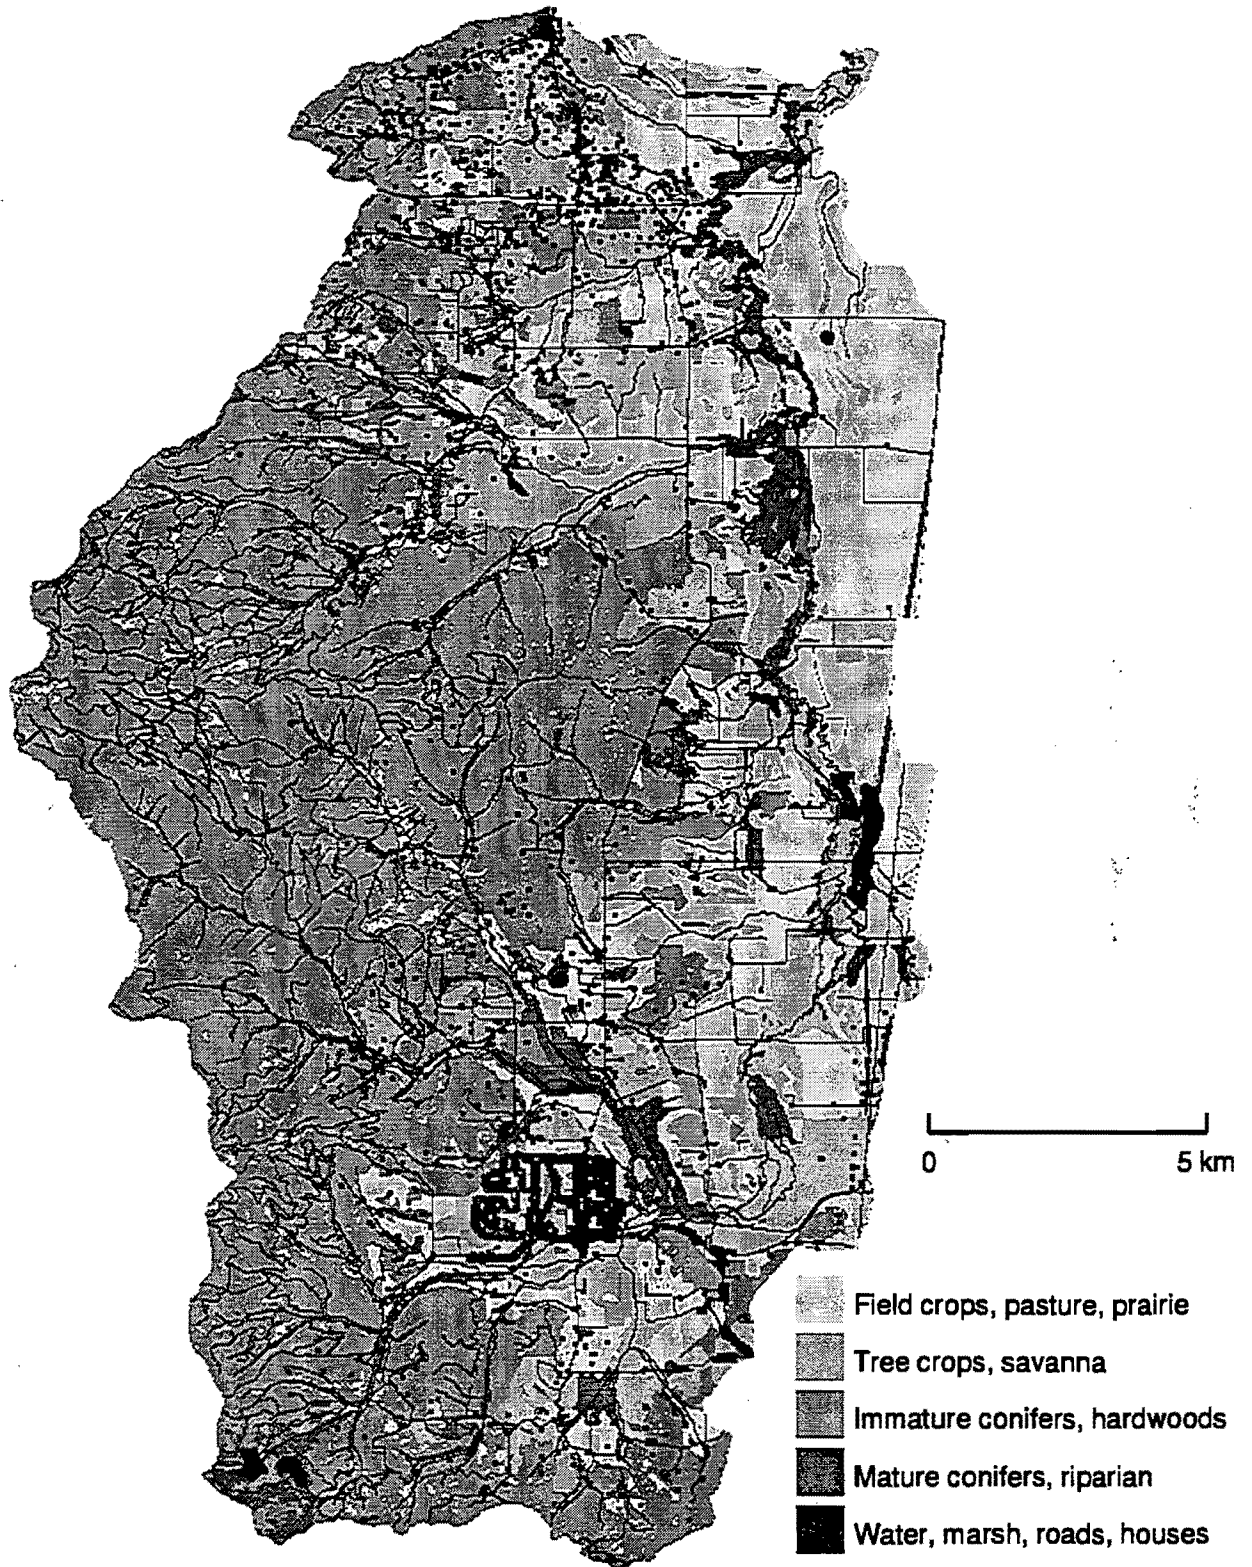 0
5 km
Field crops, pasture, prairie
Tree crops, savanna
Immature conifers, hardwoods
Mature conifers, riparian
Water, marsh, roads, houses